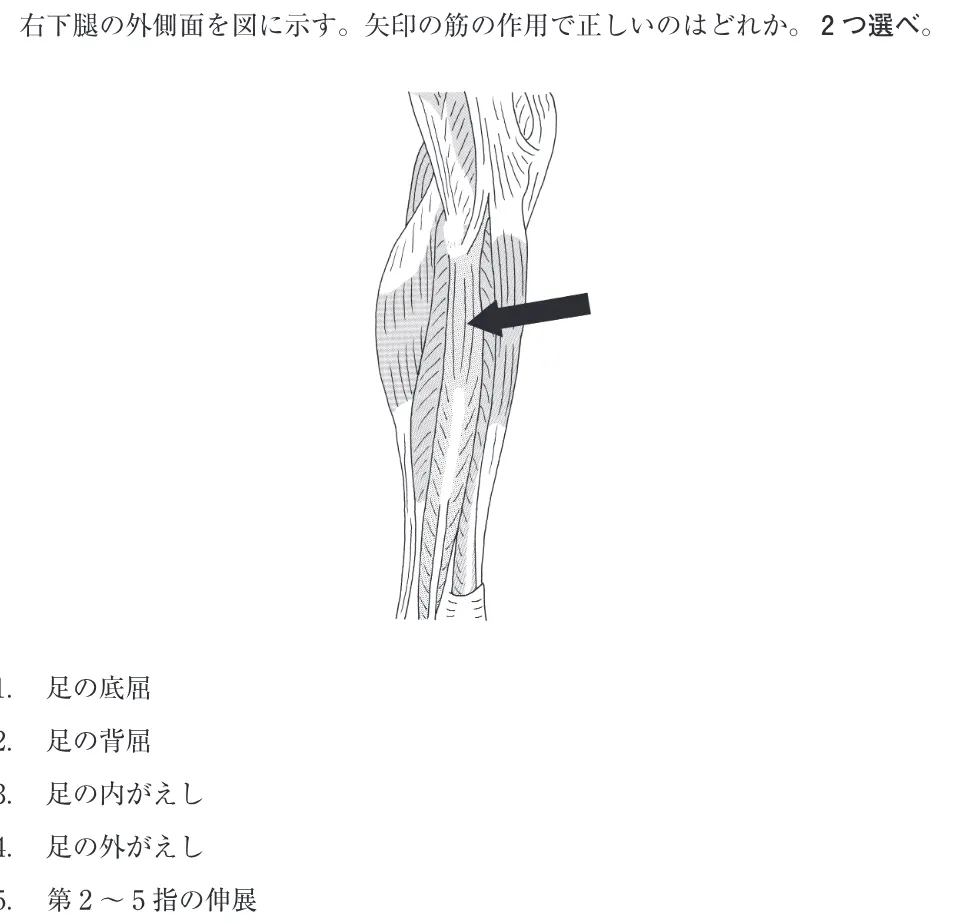 右下腿の外側面を図に示す。矢印の筋の作用で正しいのはどれか。2つ選べ。
1. 足の底屈
2. 足の背屈
3. 足の内がえし
4. 足の外がえし
5. 第2～5指の伸展